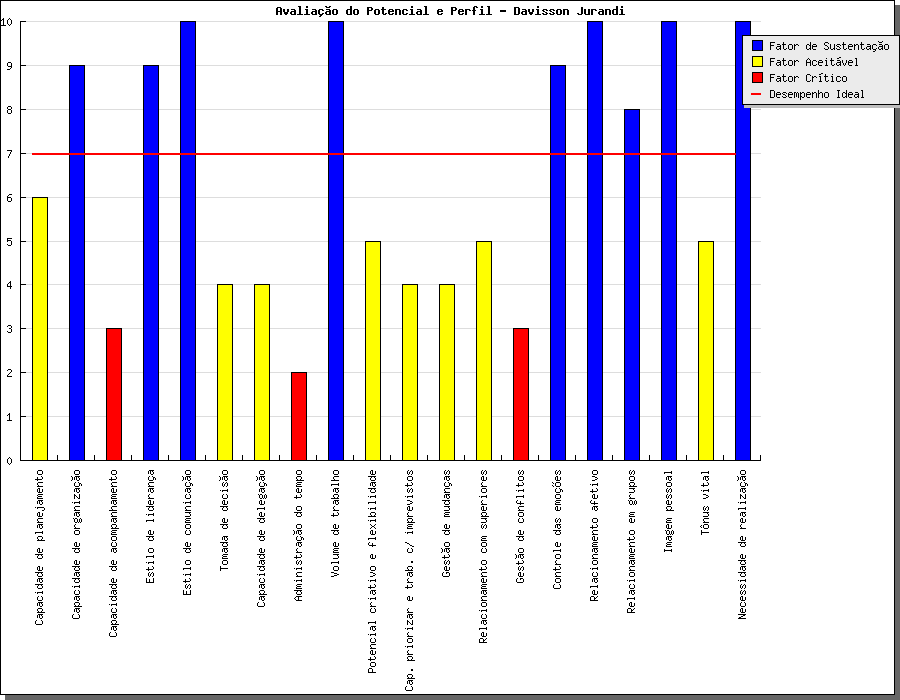 Avaliação do Potencial e Perfil - Davisson Jurandi
Fator de Sustentação
Fator Aceitável
Fator Crítico
Desempenho Ideal
10
9
8
7
6
5
4
3
2
1
0
Capacidade de planejamento
Capacidade de organização
Capacidade de acompanhamento
Estilo de liderança
Estilo de comunicação
Tomada de decisão
Capacidade de delegação
Administração do tempo
Volume de trabalho
Potencial criativo e flexibilidade
Cap. priorizar e trab. c/ imprevistos
Gestão de mudanças
Relacionamento com superiores
Gestão de conflitos
Controle das emoções
Relacionamento afetivo
Relacionamento em grupos
Imagem pessoal
Tônus vital
Necessidade de realização